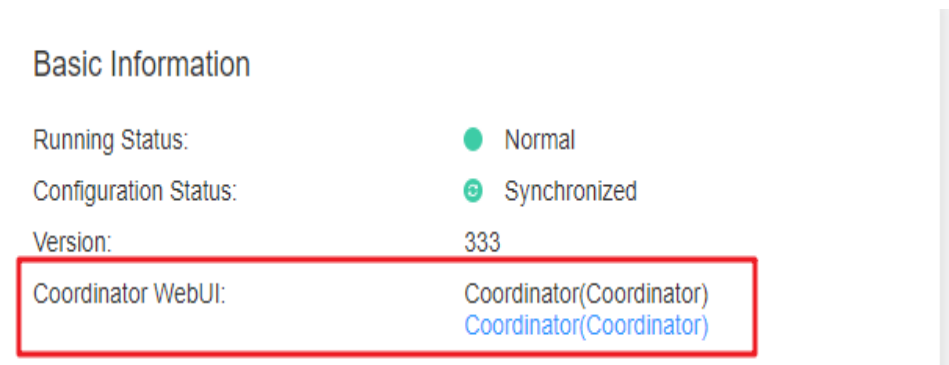 Basic Information
Running Status: Normal
Configuration Status: Synchronized
Version: 333
Coordinator WebUI: Coordinator(Coordinator)
Coordinator(Coordinator)